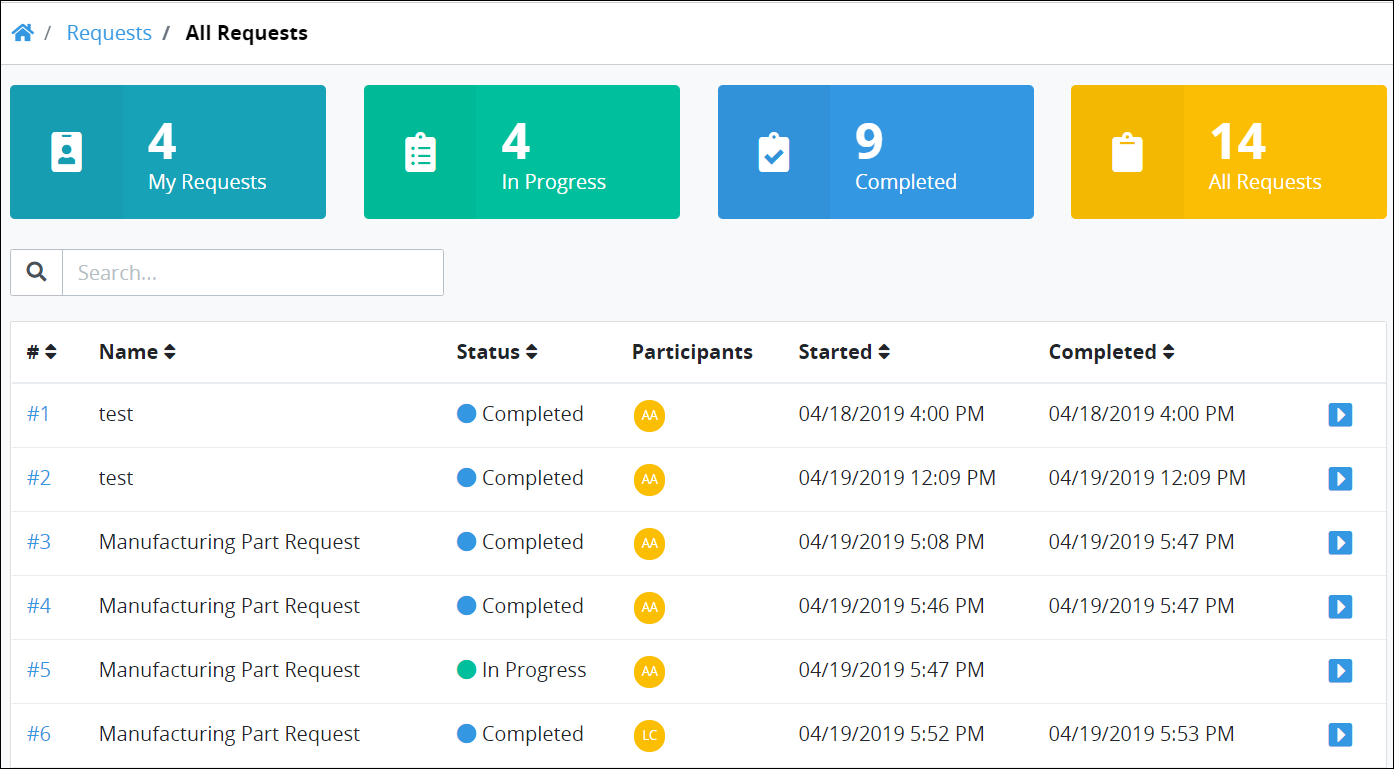 / Requests / All Requests
4
My Requests
4
In Progress
9
Completed
14
All Requests
Search...
# Name Status Participants Started Completed
#1 test Completed AA 04/18/2019 4:00 PM 04/18/2019 4:00 PM
#2 test Completed AA 04/19/2019 12:09 PM 04/19/2019 12:09 PM
#3 Manufacturing Part Request Completed AA 04/19/2019 5:08 PM 04/19/2019 5:47 PM
#4 Manufacturing Part Request Completed AA 04/19/2019 5:46 PM 04/19/2019 5:47 PM
#5 Manufacturing Part Request In Progress AA 04/19/2019 5:47 PM
#6 Manufacturing Part Request Completed LC 04/19/2019 5:52 PM 04/19/2019 5:53 PM